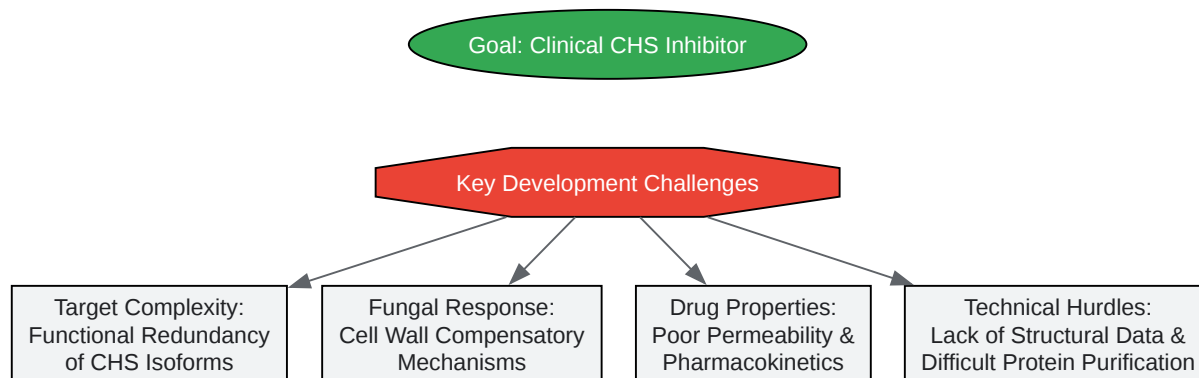 Goal: Clinical CHS Inhibitor
Key Development Challenges
Target Complexity:
Functional Redundancy
of CHS Isoforms
Fungal Response:
Cell Wall Compensatory
Mechanisms
Drug Properties:
Poor Permeability &
Pharmacokinetics
Technical Hurdles:
Lack of Structural Data &
Difficult Protein Purification